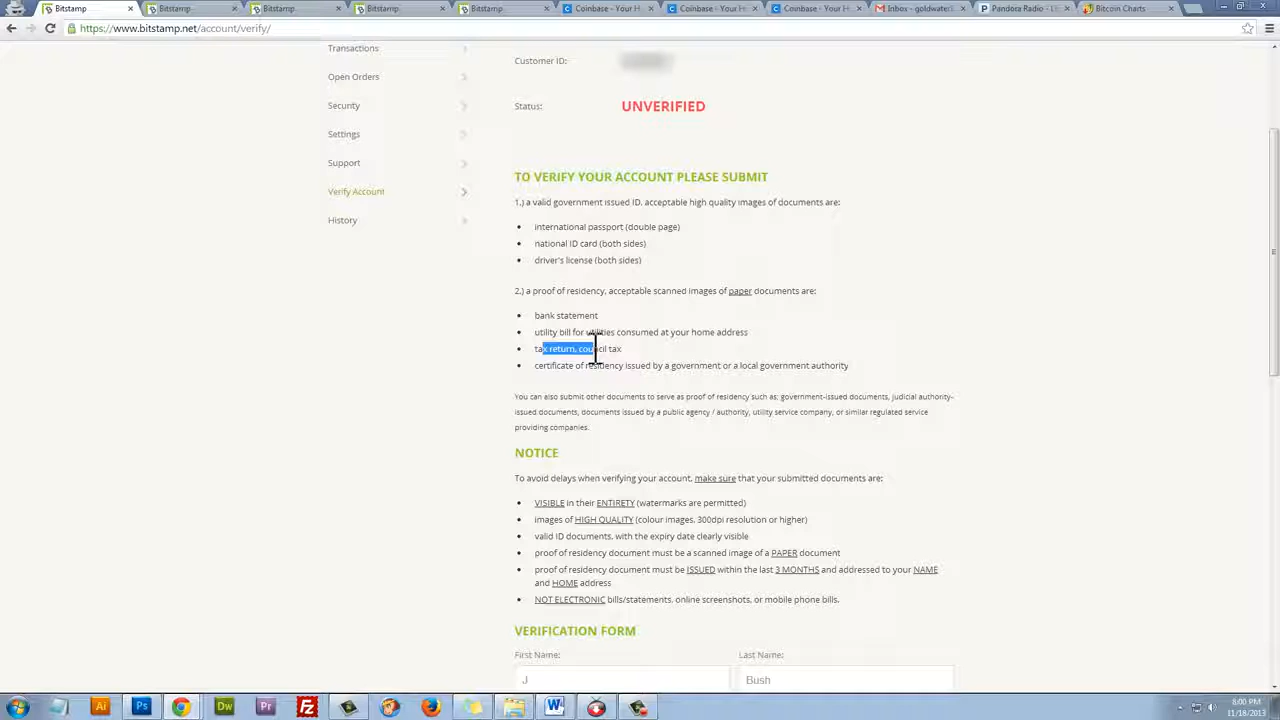 Bitstamp
Bitstamp
Bitstamp
Bitstamp
Bitstamp
Coinbase - Your H
Coinbase - Your H
Coinbase - Your H
Inbox - goldwater
Pandora Radio - Li
Bitcoin Charts
https://www.bitstamp.net/account/verify/
Transactions
Open Orders
Security
Settings
Support
Verify Account
History
Customer ID:
Status: UNVERIFIED
TO VERIFY YOUR ACCOUNT PLEASE SUBMIT
1.) a valid government issued ID, acceptable high quality images of documents are:
international passport (double page)
national ID card (both sides)
driver's license (both sides)
2.) a proof of residency, acceptable scanned images of paper documents are:
bank statement
utility bill for utilities consumed at your home address
tax return, council tax
certificate of residency issued by a government or a local government authority
You can also submit other documents to serve as proof of residency such as: government-issued documents, judicial authority-
issued documents, documents issued by a public agency / authority, utility service company, or similar regulated service
providing companies.
NOTICE
To avoid delays when verifying your account, make sure that your submitted documents are:
VISIBLE in their ENTIRETY (watermarks are permitted)
images of HIGH QUALITY (colour images, 300dpi resolution or higher)
valid ID documents, with the expiry date clearly visible
proof of residency document must be a scanned image of a PAPER document
proof of residency document must be ISSUED within the last 3 MONTHS and addressed to your NAME
and HOME address
NOT ELECTRONIC bills/statements, online screenshots, or mobile phone bills.
VERIFICATION FORM
First Name:
Last Name:
J
Bush
Ai
Ps
Dw
Pr
Fz
W
8:00 PM
11/18/2013